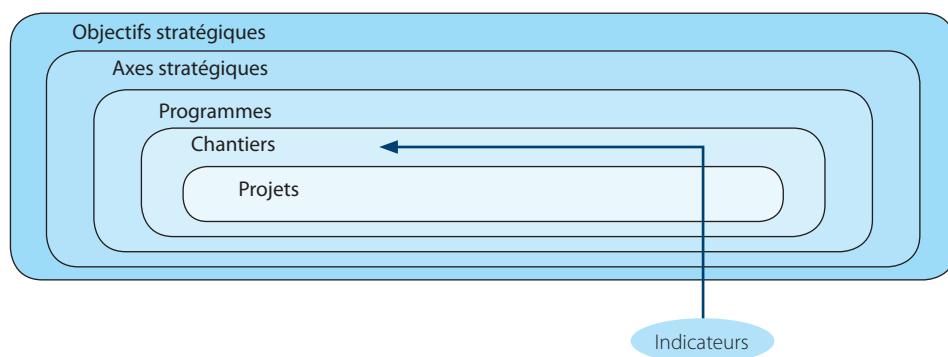 Objectifs stratégiques
Axes stratégiques
Programmes
Chantiers
Projets
Indicateurs